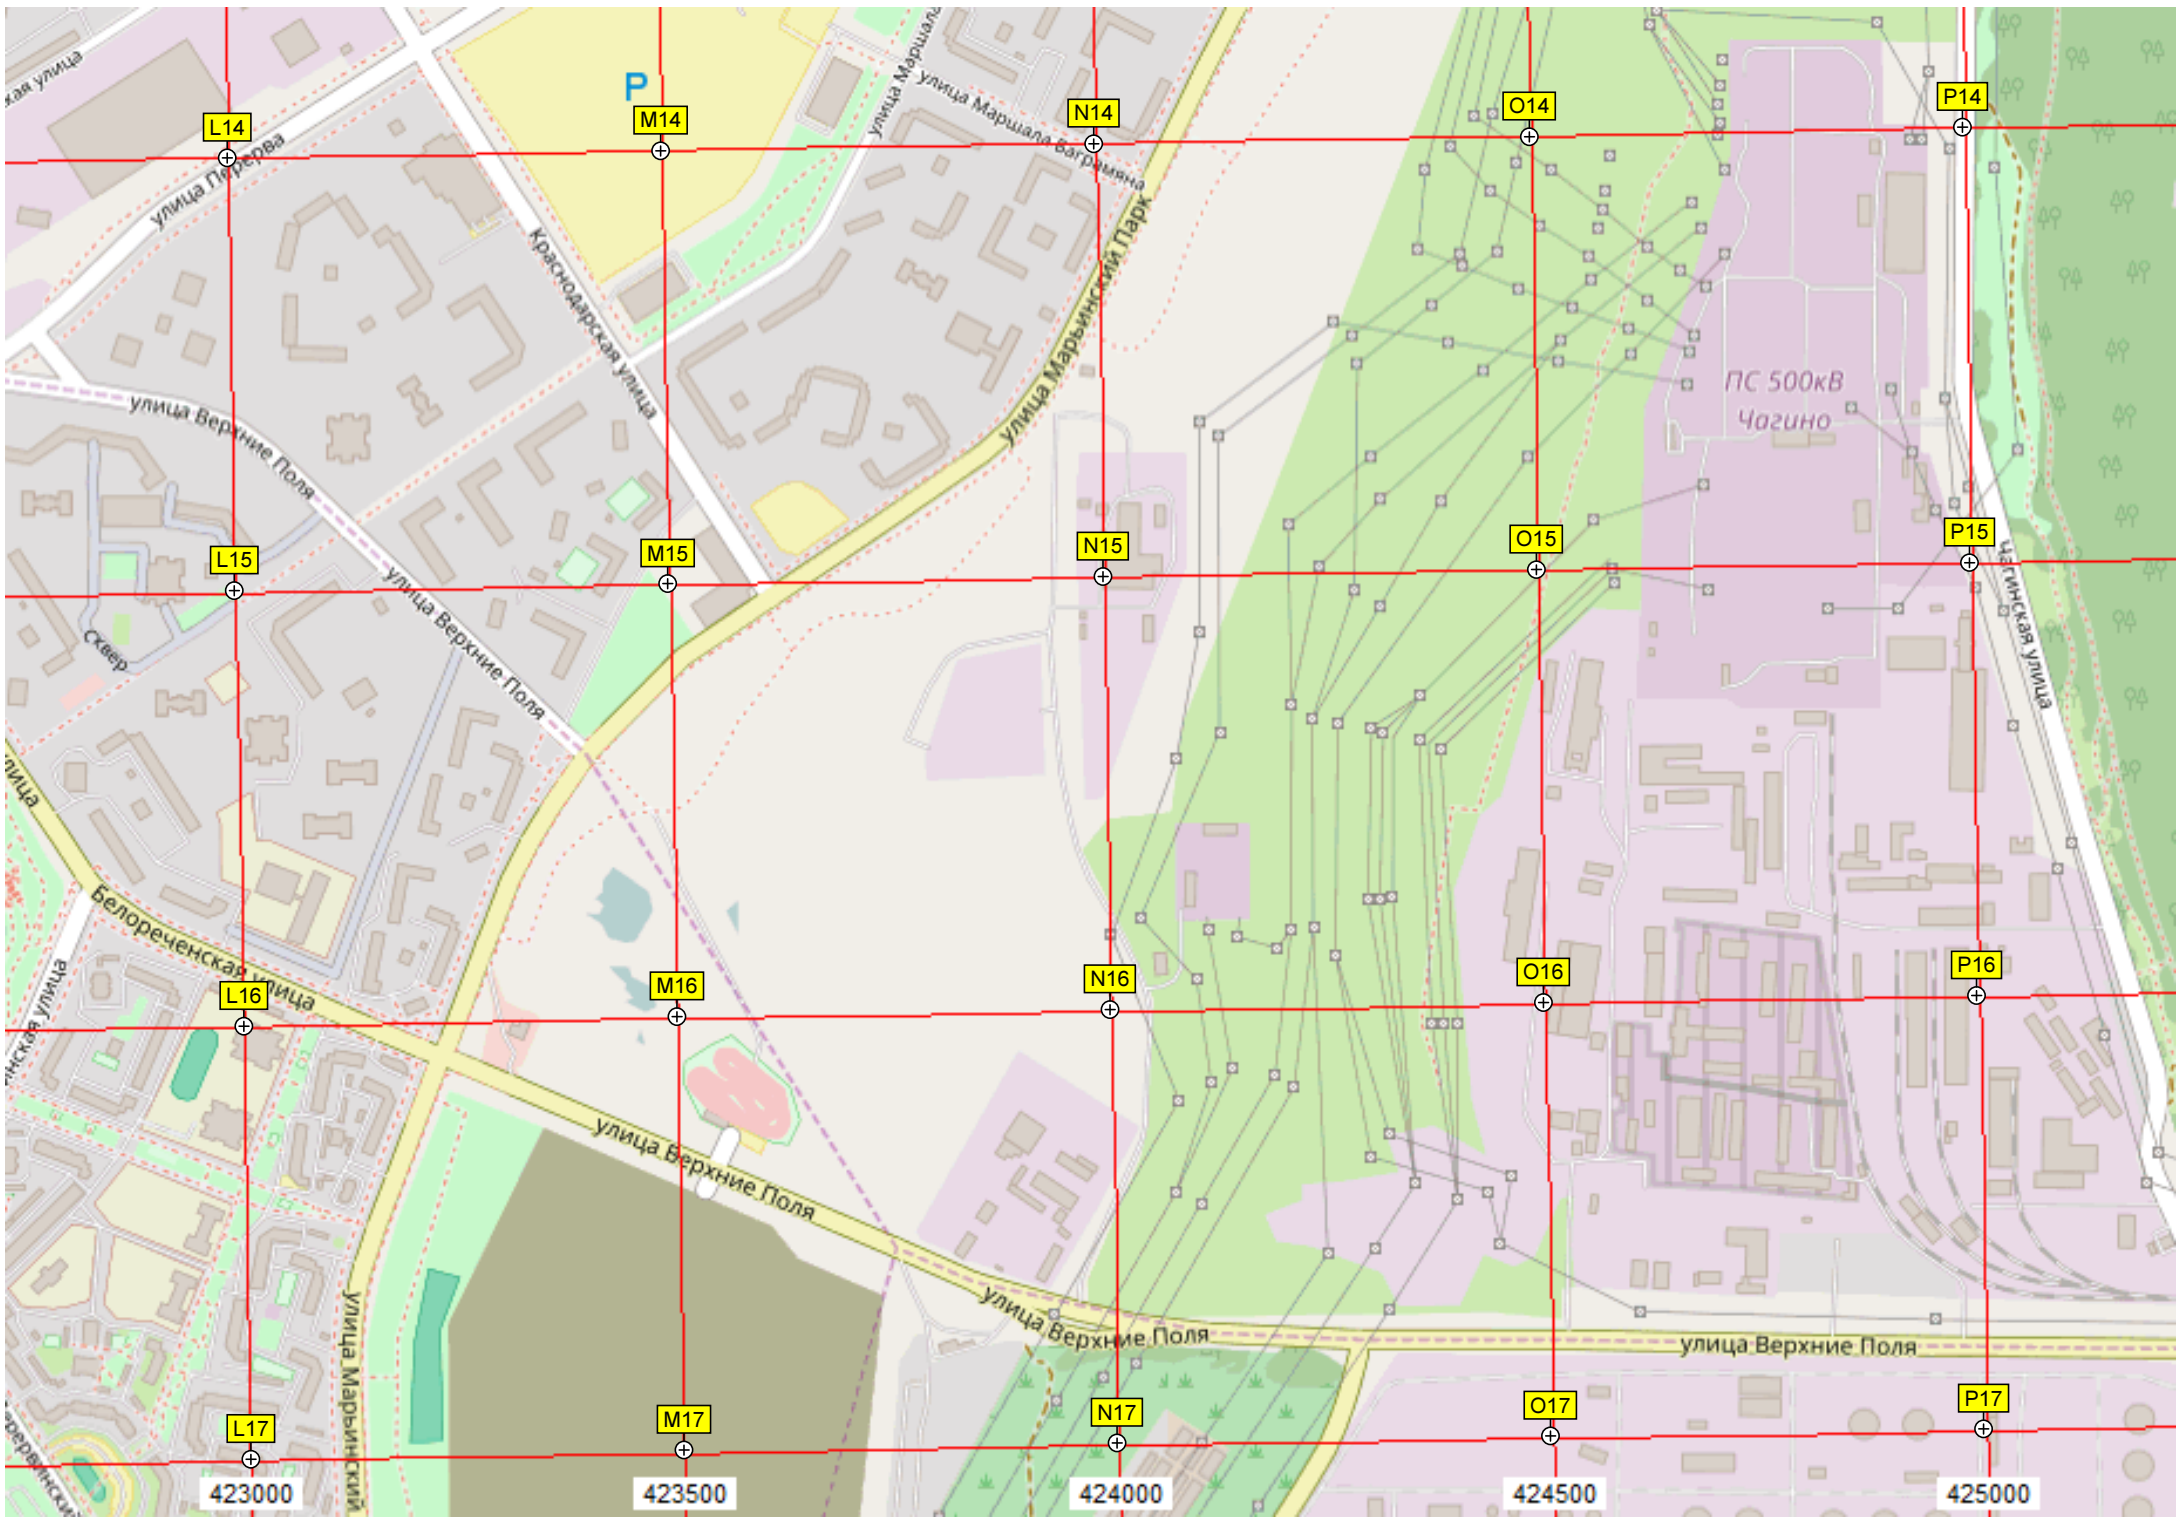 P
улица Маршала
улица Маршала Баграмяна
L14
M14
N14
O14
P14
улица Перерва
Краснодарская улица
улица Марьинский Парк
ПС 500кВ
Чагино
улица Верхние Поля
L15
M15
N15
O15
P15
улица Верхние Поля
сквер
Чагинская улица
Белореченская улица
L16
M16
N16
O16
P16
улица Верхние Поля
улица Верхние Поля
улица Верхние Поля
улица Марьинский
L17
M17
N17
O17
P17
423000
423500
424000
424500
425000